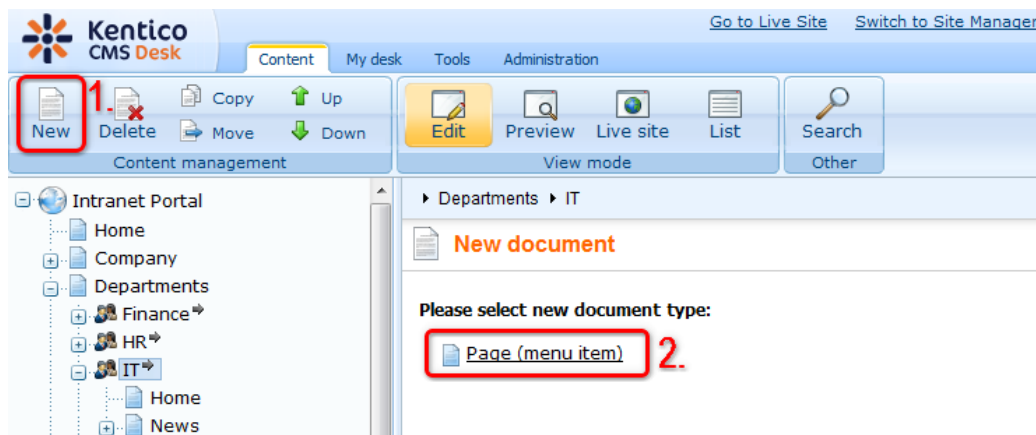 Kentico
CMS Desk
Go to Live Site Switch to Site Manager
Content My desk Tools Administration
New 1. Delete Copy Move Up Down
Content management
Edit Preview Live site List
View mode
Search
Other
Intranet Portal
Home
Company
Departments
Finance
HR
IT
Home
News
Departments IT
New document
Please select new document type:
Page (menu item) 2.